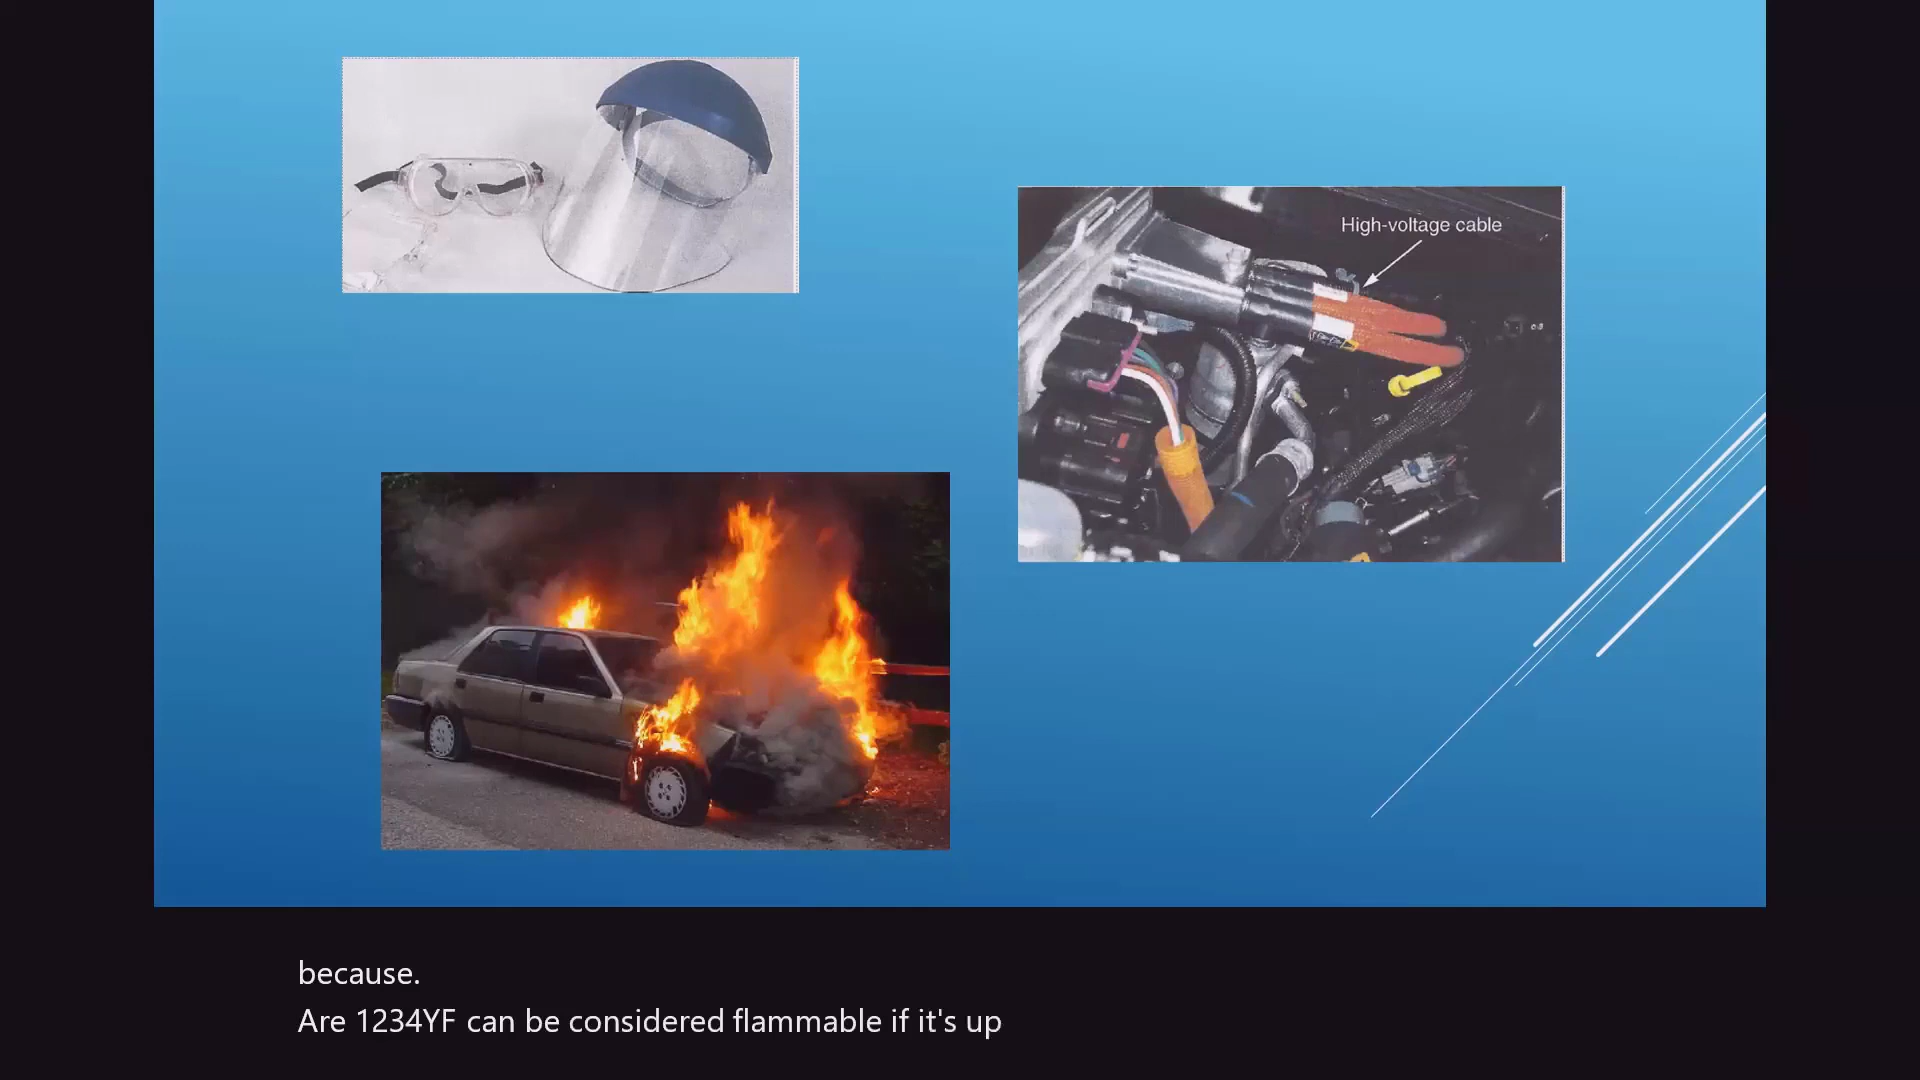 High-voltage cable
because.
Are 1234YF can be considered flammable if it's up